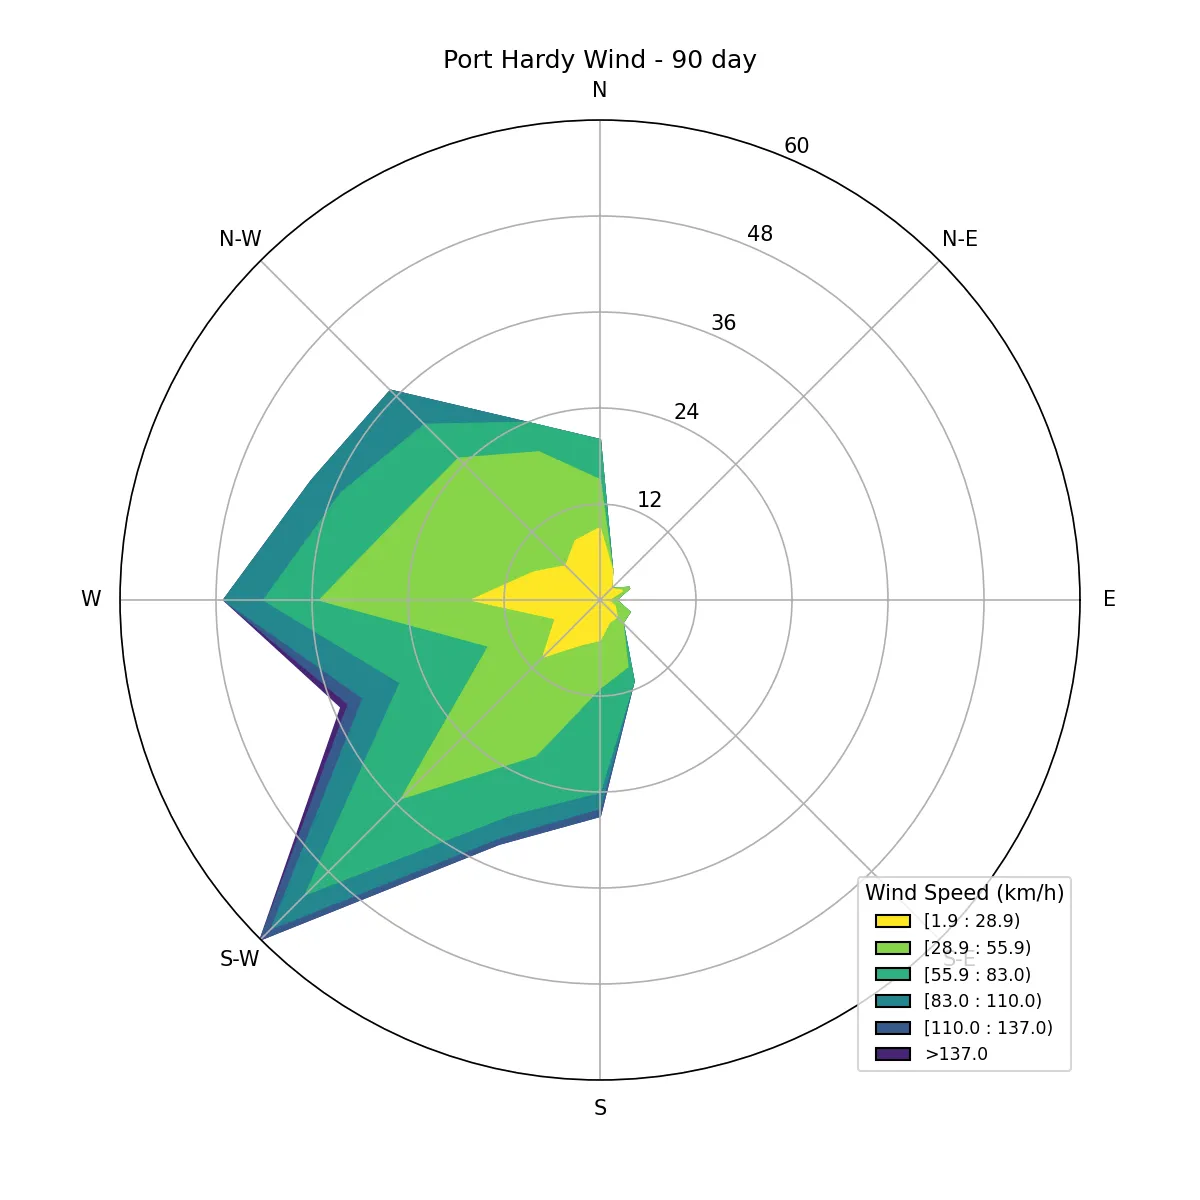 Port Hardy Wind - 90 day
N
60
N-W
48
N-E
36
24
12
W
E
Wind Speed (km/h)
[1.9 : 28.9)
[28.9 : 55.9)
S-W
S-E
[55.9 : 83.0)
[83.0 : 110.0)
[110.0 : 137.0)
>137.0
S